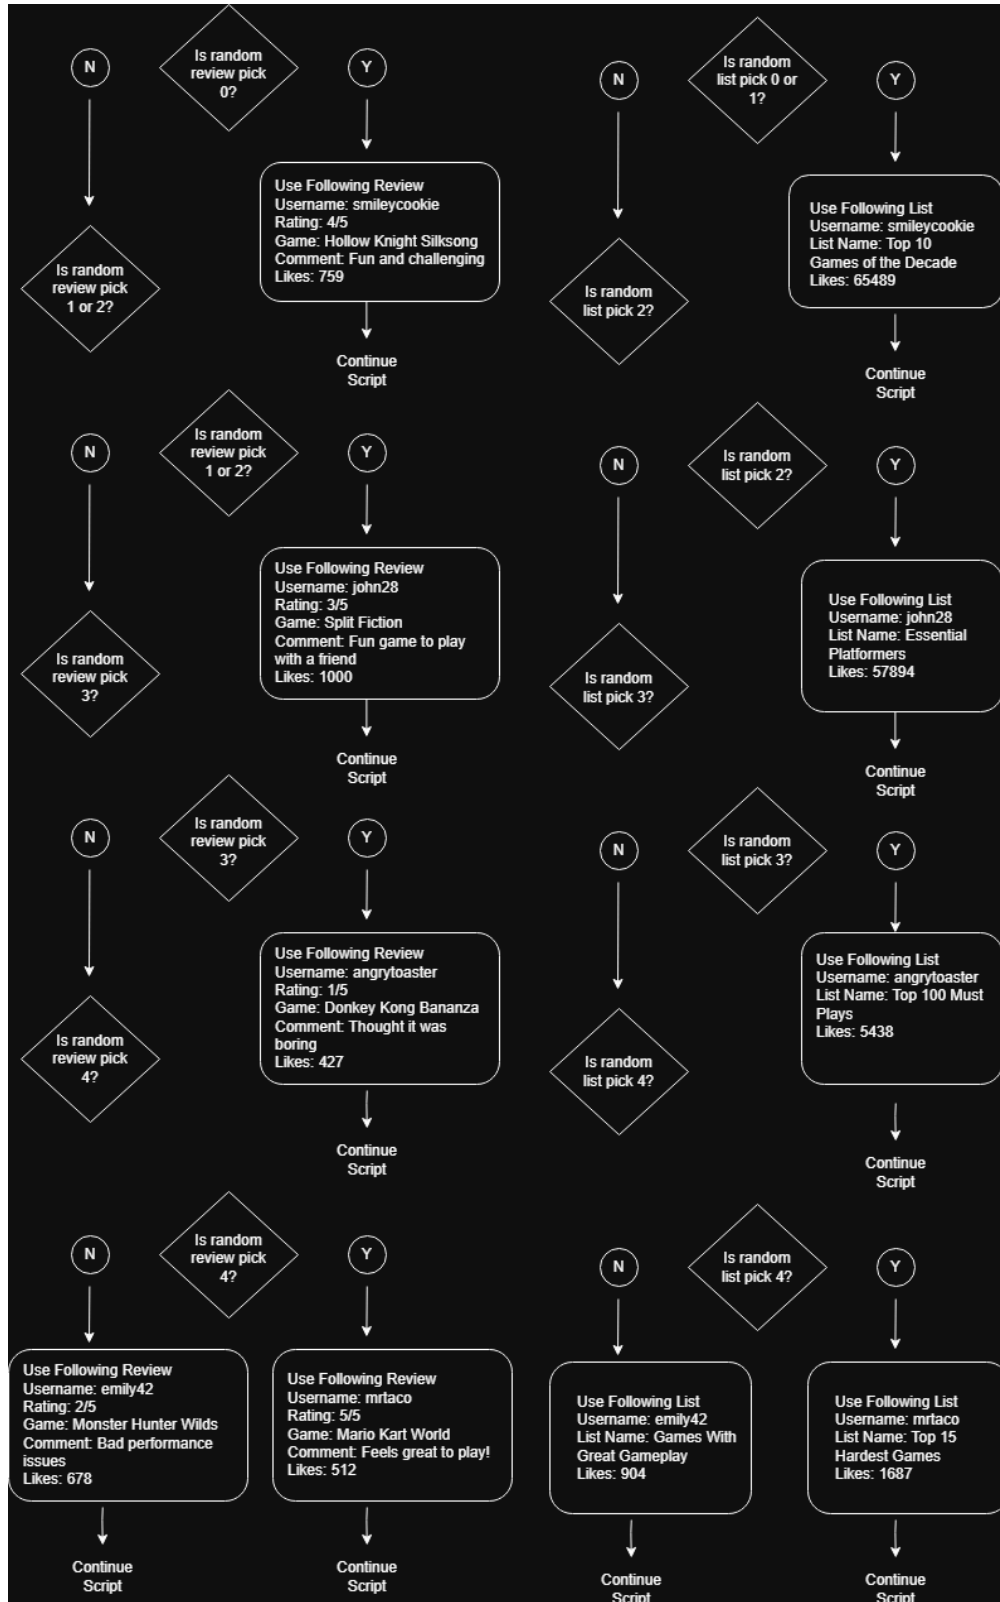 N
Is random
review pick
0?
Y
Use Following Review
Username: smileycookie
Rating: 4/5
Game: Hollow Knight Silksong
Comment: Fun and challenging
Likes: 759
Is random
review pick
1 or 2?
Continue
Script
N
Is random
list pick 0 or
1?
Y
Use Following List
Username: smileycookie
List Name: Top 10
Games of the Decade
Likes: 65489
Is random
list pick 2?
Continue
Script
N
Is random
review pick
1 or 2?
Y
Use Following Review
Username: john28
Rating: 3/5
Game: Split Fiction
Comment: Fun game to play
with a friend
Likes: 1000
Is random
review pick
3?
Continue
Script
N
Is random
list pick 2?
Y
Use Following List
Username: john28
List Name: Essential
Platformers
Likes: 57894
Is random
list pick 3?
Continue
Script
N
Is random
review pick
3?
Y
Use Following Review
Username: angrytoaster
Rating: 1/5
Game: Donkey Kong Bananza
Comment: Thought it was
boring
Likes: 427
Is random
review pick
4?
Continue
Script
N
Is random
list pick 3?
Y
Use Following List
Username: angrytoaster
List Name: Top 100 Must
Plays
Likes: 5438
Is random
list pick 4?
Continue
Script
N
Is random
review pick
4?
Y
Use Following Review
Username: emily42
Rating: 2/5
Game: Monster Hunter Wilds
Comment: Bad performance
issues
Likes: 678
Continue
Script
Use Following Review
Username: mrtaco
Rating: 5/5
Game: Mario Kart World
Comment: Feels great to play!
Likes: 512
Continue
Script
N
Is random
list pick 4?
Y
Use Following List
Username: emily42
List Name: Games With
Great Gameplay
Likes: 904
Continue
Script
Use Following List
Username: mrtaco
List Name: Top 15
Hardest Games
Likes: 1687
Continue
Script